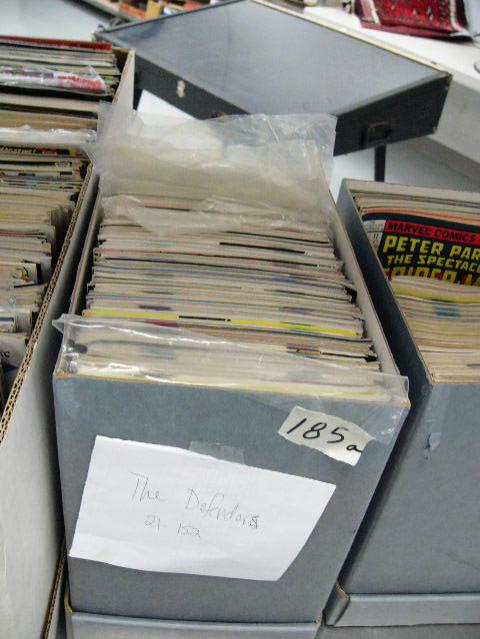 MARVEL COMICS
PETER PAR
THE SPECTAC
185a
The Defenders
21-152